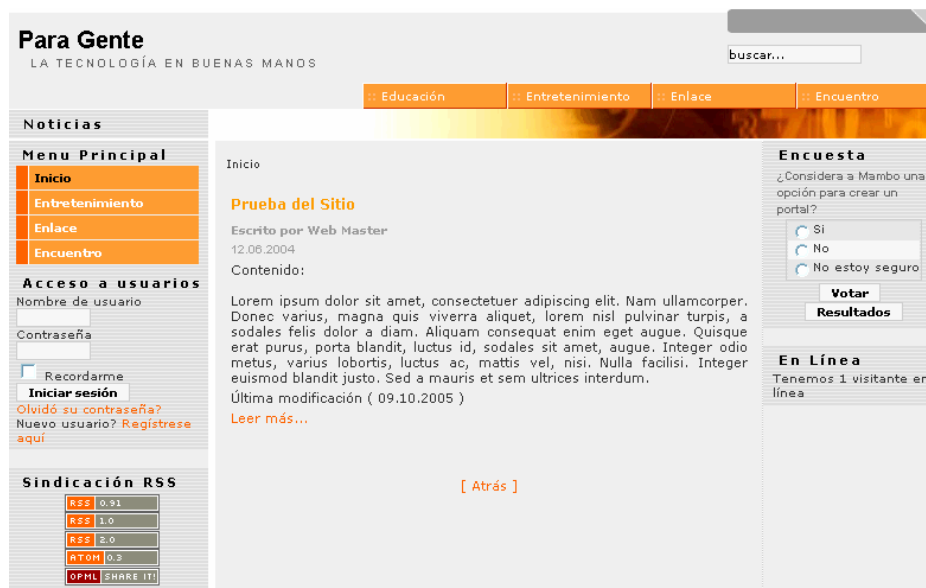 Para Gente
LA TECNOLOGÍA EN BUENAS MANOS
buscar...
:: Educación
:: Entretenimiento
:: Enlace
:: Encuentro
Noticias
Menu Principal
Inicio
Entretenimiento
Enlace
Encuentro
Acceso a usuarios
Nombre de usuario
Contraseña
Recordarme
Iniciar sesión
Olvidó su contraseña?
Nuevo usuario? Regístrese
aquí
Sindicación RSS
RSS 0.91
RSS 1.0
RSS 2.0
ATOM 0.3
OPML SHARE IT!
Inicio
Prueba del Sitio
Escrito por Web Master
12.06.2004
Contenido:
Lorem ipsum dolor sit amet, consectetuer adipiscing elit. Nam ullamcorper.
Donec varius, magna quis viverra aliquet, lorem nisl pulvinar turpis, a
sodales felis dolor a diam. Aliquam consequat enim eget augue. Quisque
erat purus, porta blandit, luctus id, sodales sit amet, augue. Integer odio
metus, varius lobortis, luctus ac, mattis vel, nisi. Nulla facilisi. Integer
euismod blandit justo. Sed a mauris et sem ultrices interdum.
Última modificación ( 09.10.2005 )
Leer más...
[ Atrás ]
Encuesta
¿Considera a Mambo una
opción para crear un
portal?
Si
No
No estoy seguro
Votar
Resultados
En Línea
Tenemos 1 visitante en
línea